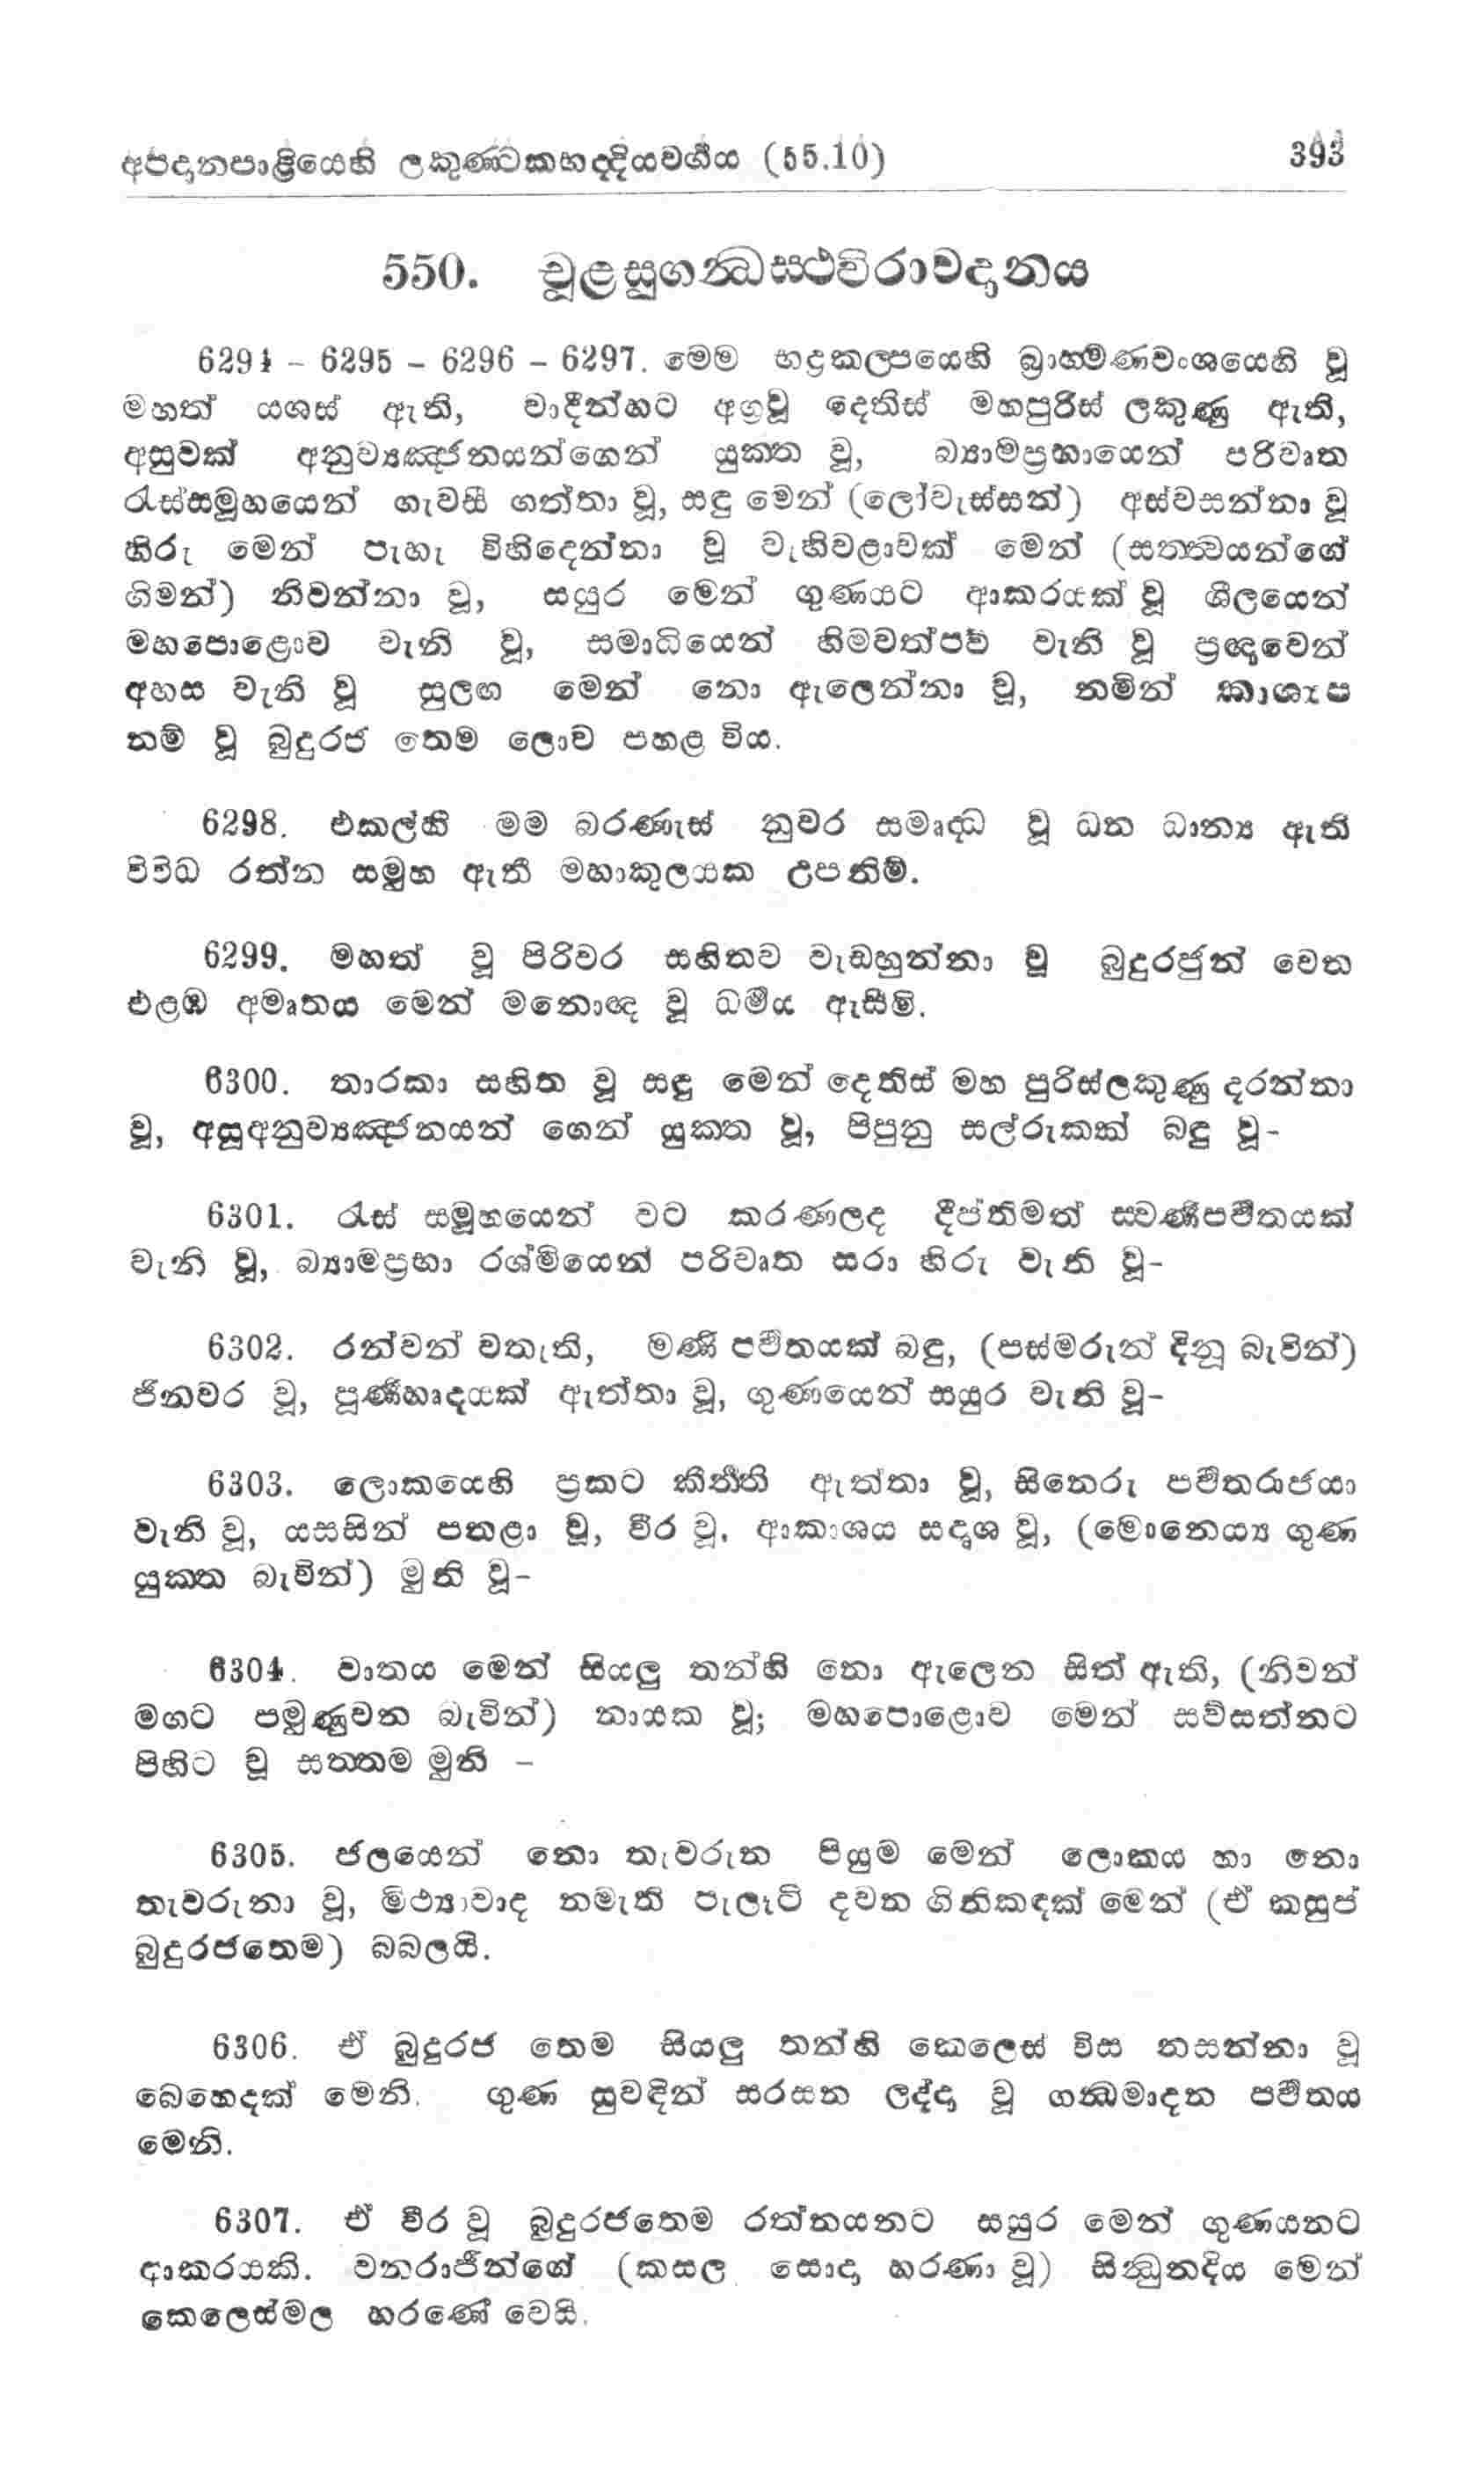 අපදානපාළියෙහි ලකුණ්ටකභද්දියවර්ගය (55.10) 393
550. චූළසුගන්ධස්ථවිරාවදානය
6294 - 6295 - 6296 - 6297. මෙම භද්‍රකල්පයෙහි බ්‍රාහ්මණවංශයෙහි වූ
මහත් යශස් ඇති, වාදීන්හට අග්‍රවූ දෙතිස් මහපුරිස් ලකුණු ඇති,
අසුවක් අනුව්‍යඤ්ජනයන්ගෙන් යුක්ත වූ, බ්‍යාමප්‍රභායෙන් පරිවෘත
රැස්සමූහයෙන් ගැවසී ගත්තා වූ, සඳු මෙන් (ලෝවැස්සන්) අස්වසන්නා වූ
හිරු මෙන් පැහැ විහිදෙන්නා වූ වැහිවළාවක් මෙන් (සත්ත්වයන්ගේ
ගිමන්) නිවන්නා වූ, සයුර මෙන් ගුණයට ආකරයක් වූ ශීලයෙන්
මහපොළොව වැනි වූ, සමාධියෙන් හිමවත්පව් වැනි වූ ප්‍රඥාවෙන්
අහස වැනි වූ සුලඟ මෙන් නො ඇලෙන්නා වූ, නමින් කාශ්‍යප
නම් වූ බුදුරජ තෙම ලොව පහළ විය.
6298. එකල්හි මම බරණැස් නුවර සමෘද්ධ වූ ධන ධාන්‍ය ඇති
විවිධ රත්න සමූහ ඇති මහාකුලයක උපනිමි.
6299. මහත් වූ පිරිවර සහිතව වැඩහුන්නා වූ බුදුරජුන් වෙත
එළඹ අමෘතය මෙන් මනොඥ වූ ධර්මය ඇසීමි.
6300. තාරකා සහිත වූ සඳු මෙන් දෙතිස් මහ පුරිස්ලකුණු දරන්නා
වූ, අසූඅනුව්‍යඤ්ජනයන් ගෙන් යුක්ත වූ, පිපුනු සල්රුකක් බඳු වූ-
6301. රැස් සමූහයෙන් වට කරණලද දීප්තිමත් ස්වර්ණපර්වතයක්
වැනි වූ, බ්‍යාමප්‍රභා රශ්මියෙන් පරිවෘත සරා හිරු වැනි වූ-
6302. රන්වන් වතැති, මණි පර්වතයක් බඳු, (පස්මරුන් දිනූ බැවින්)
ජිනවර වූ, පූර්ණහෘදයක් ඇත්තා වූ, ගුණයෙන් සයුර වැනි වූ-
6303. ලොකයෙහි ප්‍රකට කීර්ත්ති ඇත්තා වූ, සිනෙරු පර්වතරාජයා
වැනි වූ, යසසින් පතළා වූ, වීර වූ, ආකාශය සදෘශ වූ, (මොනෙය්‍ය ගුණ
යුක්ත බැවින්) මුනි වූ-
6304. වාතය මෙන් සියලු තන්හි නො ඇලෙන සිත් ඇති, (නිවන්
මගට පමුණුවන බැවින්) නායක වූ; මහපොළොව මෙන් සව්සත්නට
පිහිට වූ සත්තම මුනි -
6305. ජලයෙන් නො තැවරුන පියුම මෙන් ලොකය හා නො
තැවරුනා වූ, මිථ්‍යාවාද නමැති පැලෑටි දවන ගිනිකඳක් මෙන් (ඒ කසුප්
බුදුරජතෙම) බබලයි.
6306. ඒ බුදුරජ තෙම සියලු තන්හි කෙලෙස් විස නසන්නා වූ
බෙහෙදක් මෙනි. ගුණ සුවඳින් සරසන ලද්දා වූ ගන්ධමාදන පර්වතය
මෙනි.
6307. ඒ වීර වූ බුදුරජතෙම රත්නයනට සයුර මෙන් ගුණයනට
ආකරයකි. වනරාජීන්ගේ (කසල සොදා හරණා වූ) සින්ධුනදිය මෙන්
කෙලෙස්මල හරණේ වෙයි.